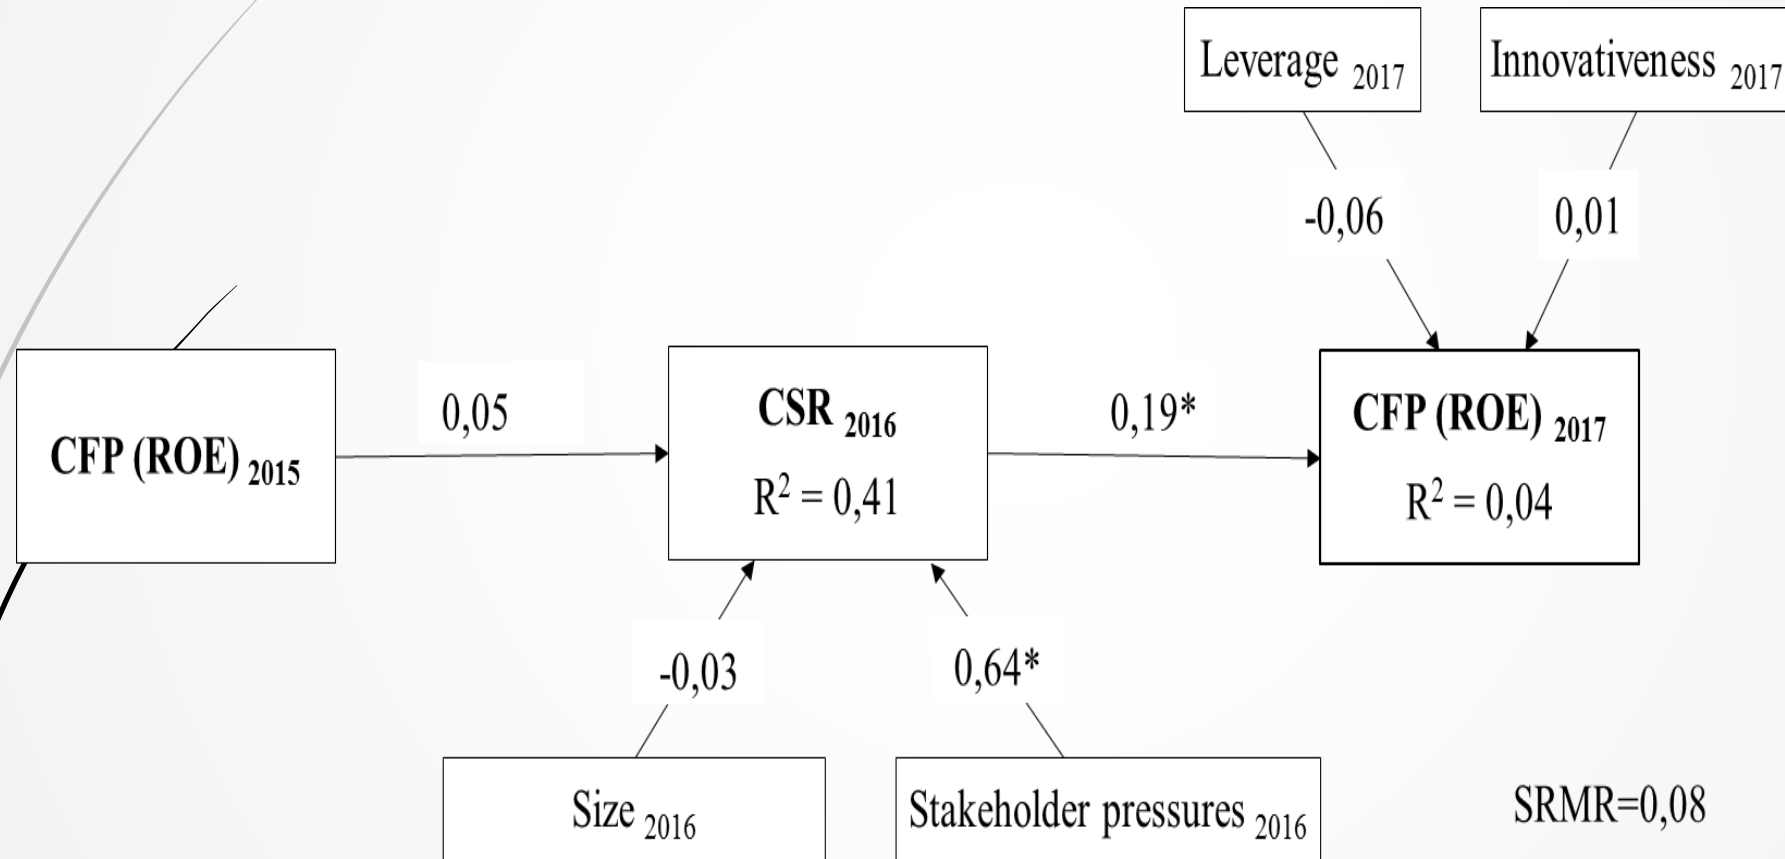 Leverage 2017
Innovativeness 2017
-0,06
0,01
CFP (ROE) 2015
0,05
CSR 2016
R² = 0,41
0,19*
CFP (ROE) 2017
R² = 0,04
-0,03
0,64*
Size 2016
Stakeholder pressures 2016
SRMR=0,08